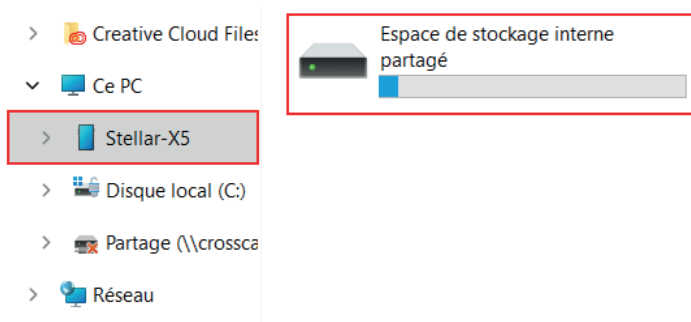 Creative Cloud Files
Ce PC
Stellar-X5
Disque local (C:)
Partage (\\crossca
Réseau
Espace de stockage interne
partagé